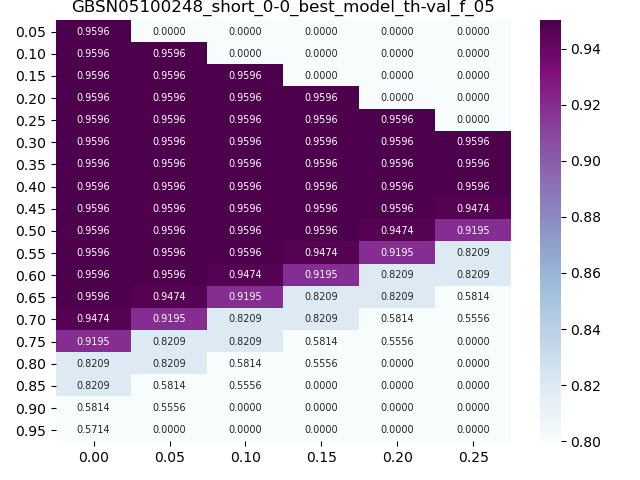 GBSN05100248_short_0-0_best_model_th-val_f_05
0.05 0.9596 0.0000 0.0000 0.0000 0.0000 0.0000
0.10 0.9596 0.9596 0.0000 0.0000 0.0000 0.0000
0.15 0.9596 0.9596 0.9596 0.0000 0.0000 0.0000
0.20 0.9596 0.9596 0.9596 0.9596 0.0000 0.0000
0.25 0.9596 0.9596 0.9596 0.9596 0.9596 0.0000
0.30 0.9596 0.9596 0.9596 0.9596 0.9596 0.9596
0.35 0.9596 0.9596 0.9596 0.9596 0.9596 0.9596
0.40 0.9596 0.9596 0.9596 0.9596 0.9596 0.9596
0.45 0.9596 0.9596 0.9596 0.9596 0.9596 0.9474
0.50 0.9596 0.9596 0.9596 0.9596 0.9474 0.9195
0.55 0.9596 0.9596 0.9596 0.9474 0.9195 0.8209
0.60 0.9596 0.9596 0.9474 0.9195 0.8209 0.8209
0.65 0.9596 0.9474 0.9195 0.8209 0.8209 0.5814
0.70 0.9474 0.9195 0.8209 0.8209 0.5814 0.5556
0.75 0.9195 0.8209 0.8209 0.5814 0.5556 0.0000
0.80 0.8209 0.8209 0.5814 0.5556 0.0000 0.0000
0.85 0.8209 0.5814 0.5556 0.0000 0.0000 0.0000
0.90 0.5814 0.5556 0.0000 0.0000 0.0000 0.0000
0.95 0.5714 0.0000 0.0000 0.0000 0.0000 0.0000
0.00 0.05 0.10 0.15 0.20 0.25
0.94
0.92
0.90
0.88
0.86
0.84
0.82
0.80